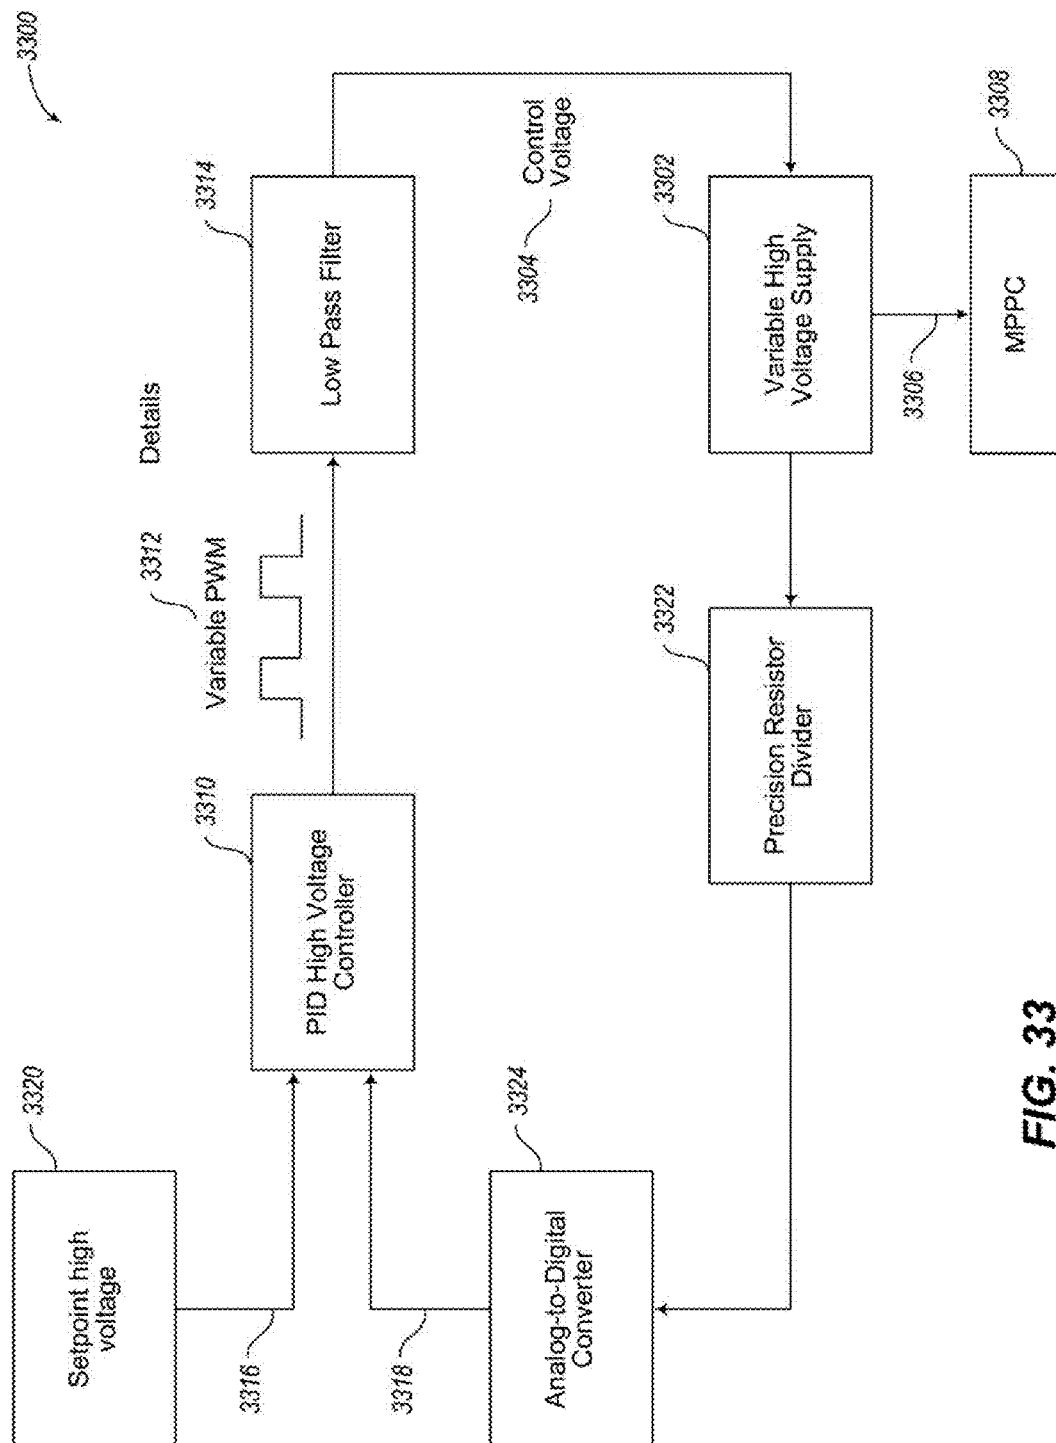 3300
Details
3320
Setpoint high
voltage
3316
3310
PID High Voltage
Controller
3312
Variable PWM
3314
Low Pass Filter
3304
Control
Voltage
3318
3324
Analog-to-Digital
Converter
3322
Precision Resistor
Divider
3302
Variable High
Voltage Supply
3306
3308
MPPC
FIG. 33